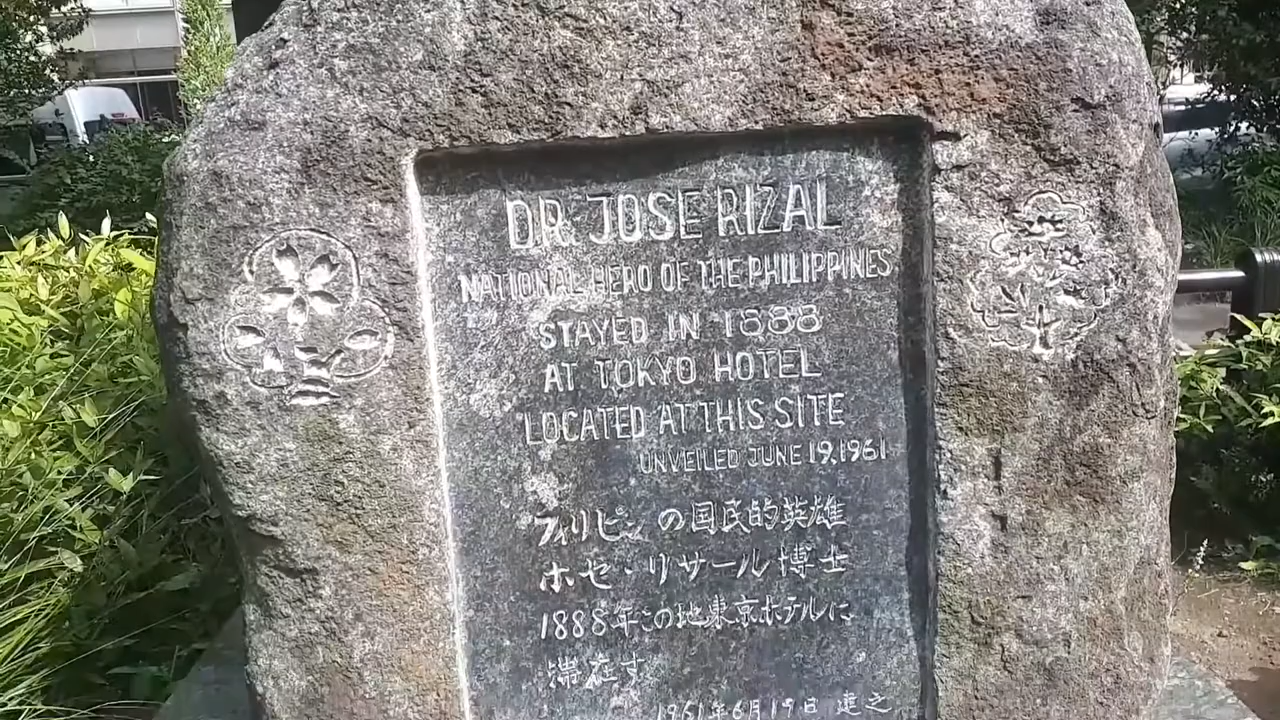 DR. JOSE RIZAL
NATIONAL HERO OF THE PHILIPPINES
STAYED IN 1888
AT TOKYO HOTEL
LOCATED AT THIS SITE
UNVEILED JUNE 19.1961
フィリピンの国民的英雄
ホセ・リサール博士
1888年この地東京ホテルに
滞在す
1961年6月19日 建之